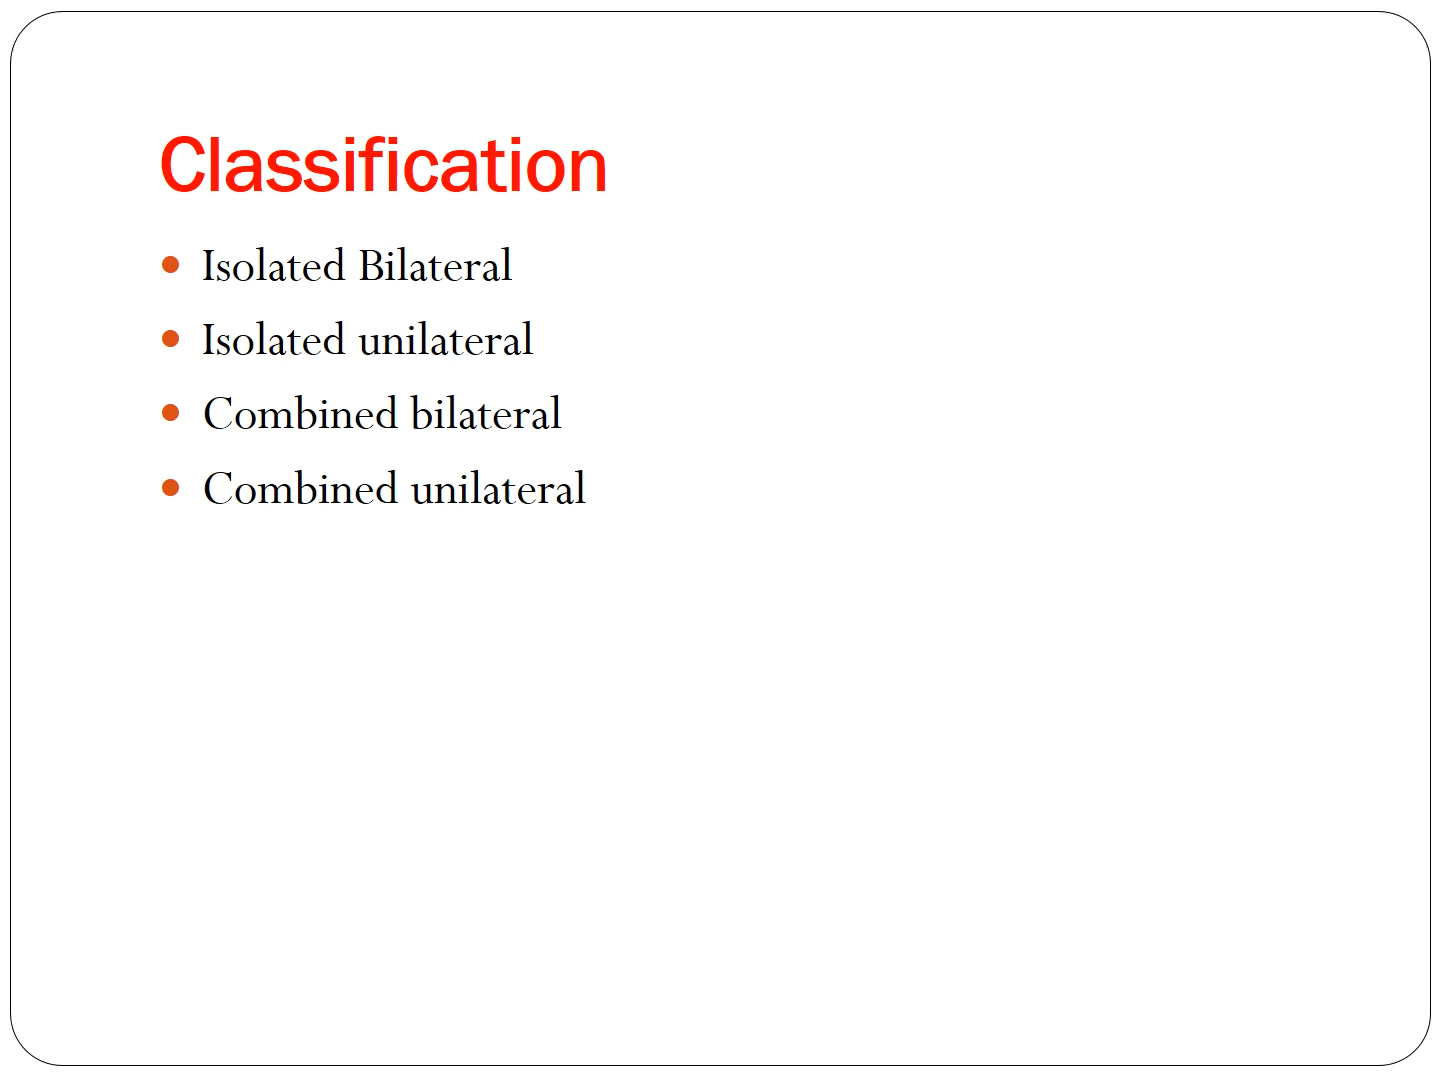 Classification
• Isolated Bilateral
• Isolated unilateral
• Combined bilateral
• Combined unilateral